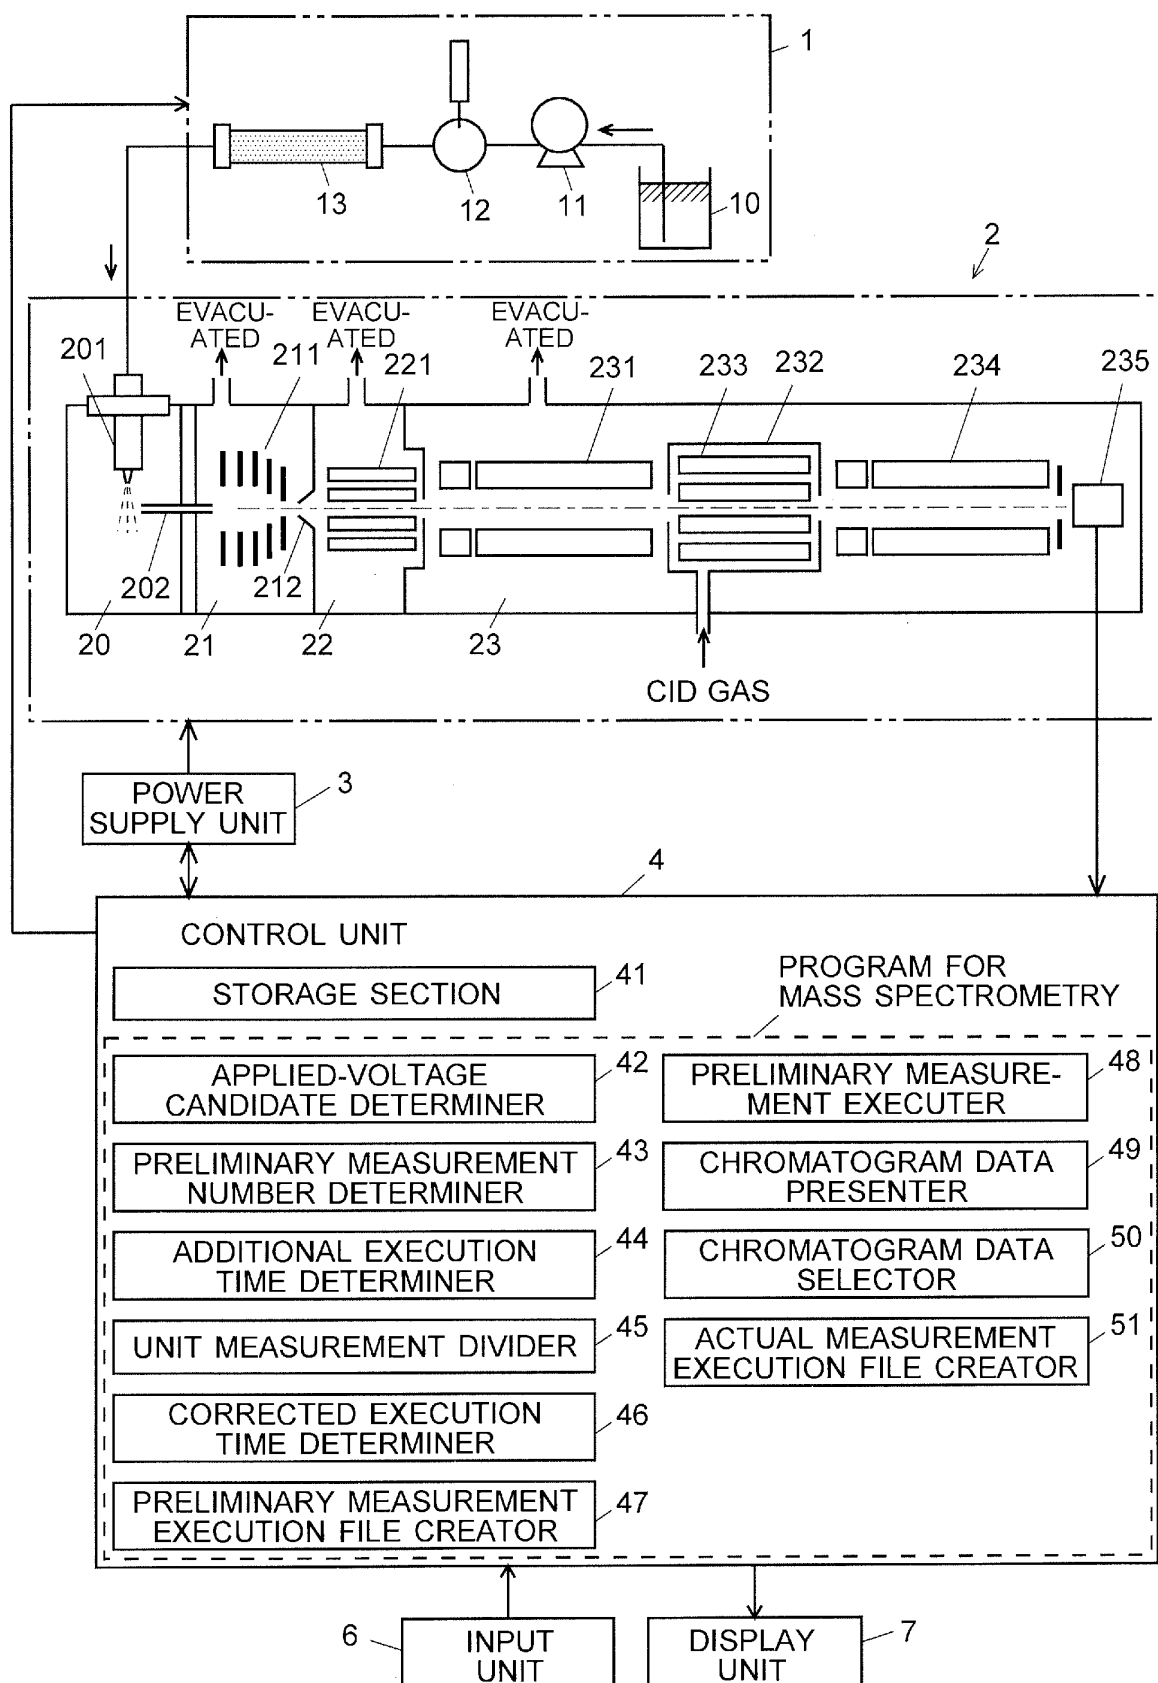 1
13
12
11
10
2
EVACU-
ATED
EVACU-
ATED
EVACU-
ATED
201
211
221
231
233
232
234
235
202
212
20
21
22
23
CID GAS
POWER
SUPPLY UNIT
3
4
CONTROL UNIT
STORAGE SECTION
41
PROGRAM FOR
MASS SPECTROMETRY
APPLIED-VOLTAGE
CANDIDATE DETERMINER
42
PRELIMINARY MEASURE-
MENT EXECUTER
48
PRELIMINARY MEASUREMENT
NUMBER DETERMINER
43
CHROMATOGRAM DATA
PRESENTER
49
ADDITIONAL EXECUTION
TIME DETERMINER
44
CHROMATOGRAM DATA
SELECTOR
50
UNIT MEASUREMENT DIVIDER
45
ACTUAL MEASUREMENT
EXECUTION FILE CREATOR
51
CORRECTED EXECUTION
TIME DETERMINER
46
PRELIMINARY MEASUREMENT
EXECUTION FILE CREATOR
47
6
INPUT
UNIT
DISPLAY
UNIT
7